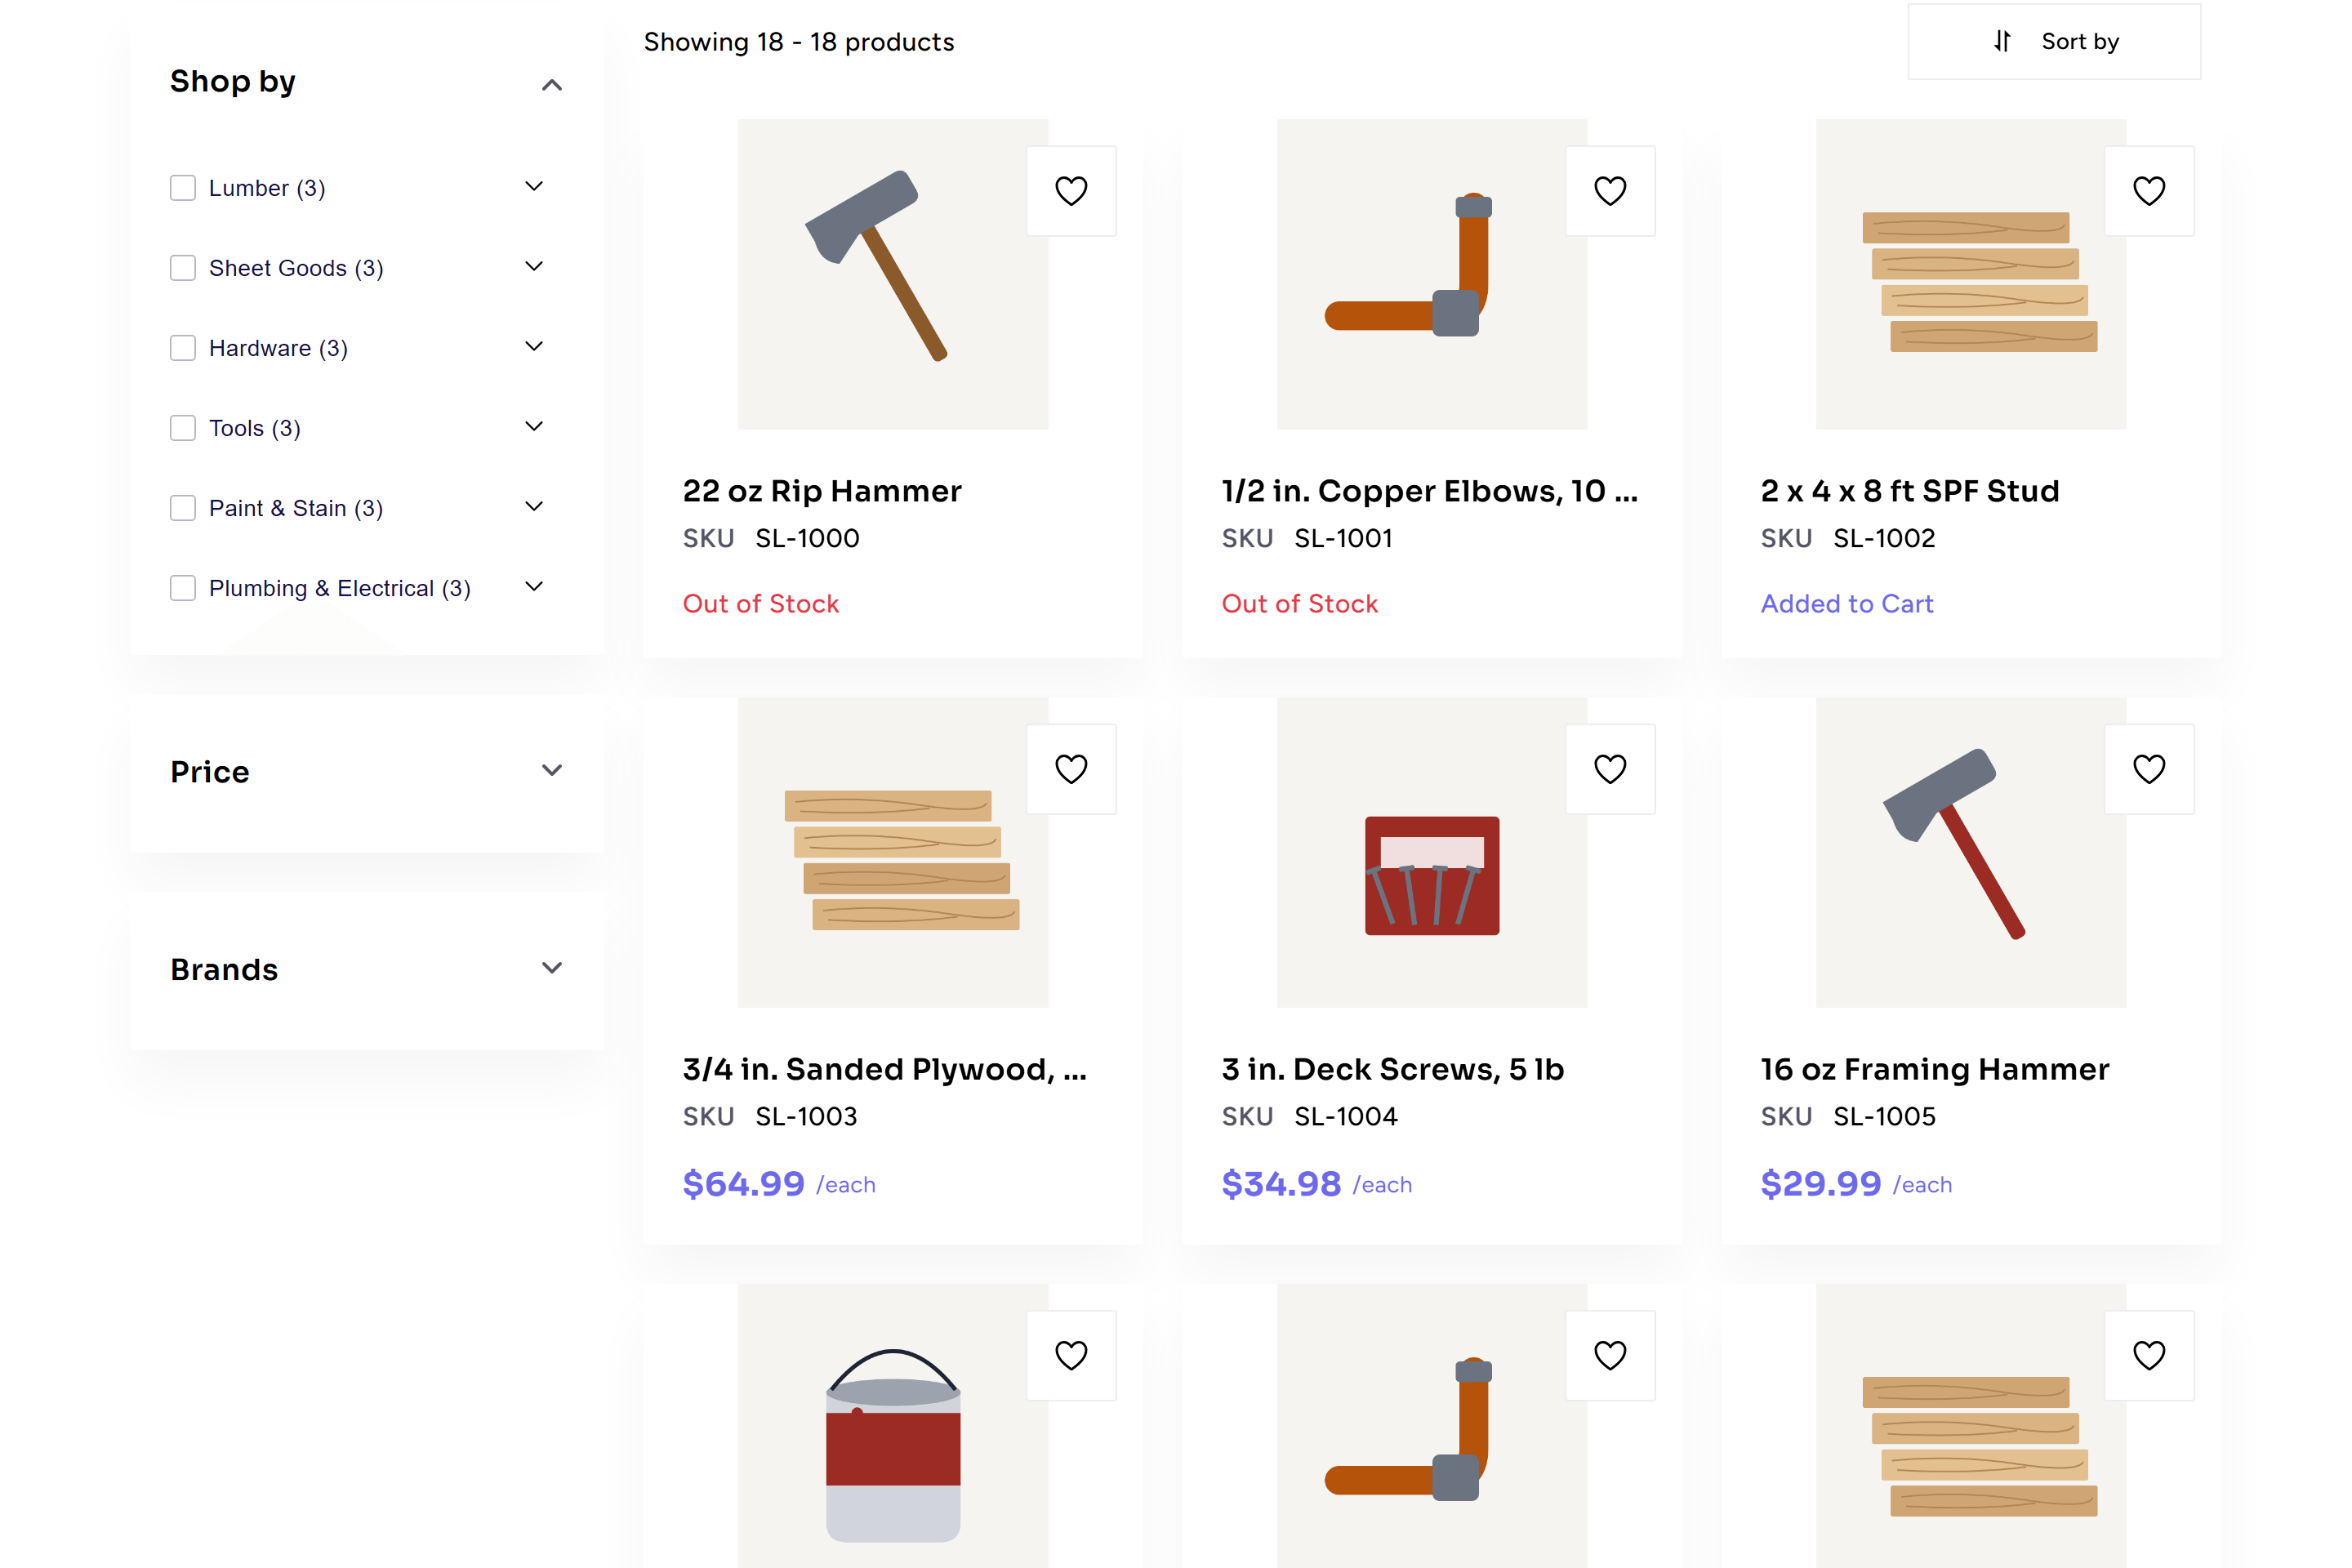 Showing 18 - 18 products
Sort by
Shop by
Lumber (3)
Sheet Goods (3)
Hardware (3)
Tools (3)
Paint & Stain (3)
Plumbing & Electrical (3)
Price
Brands
22 oz Rip Hammer
SKU SL-1000
Out of Stock
1/2 in. Copper Elbows, 10 ...
SKU SL-1001
Out of Stock
2 x 4 x 8 ft SPF Stud
SKU SL-1002
Added to Cart
3/4 in. Sanded Plywood, ...
SKU SL-1003
$64.99 /each
3 in. Deck Screws, 5 lb
SKU SL-1004
$34.98 /each
16 oz Framing Hammer
SKU SL-1005
$29.99 /each